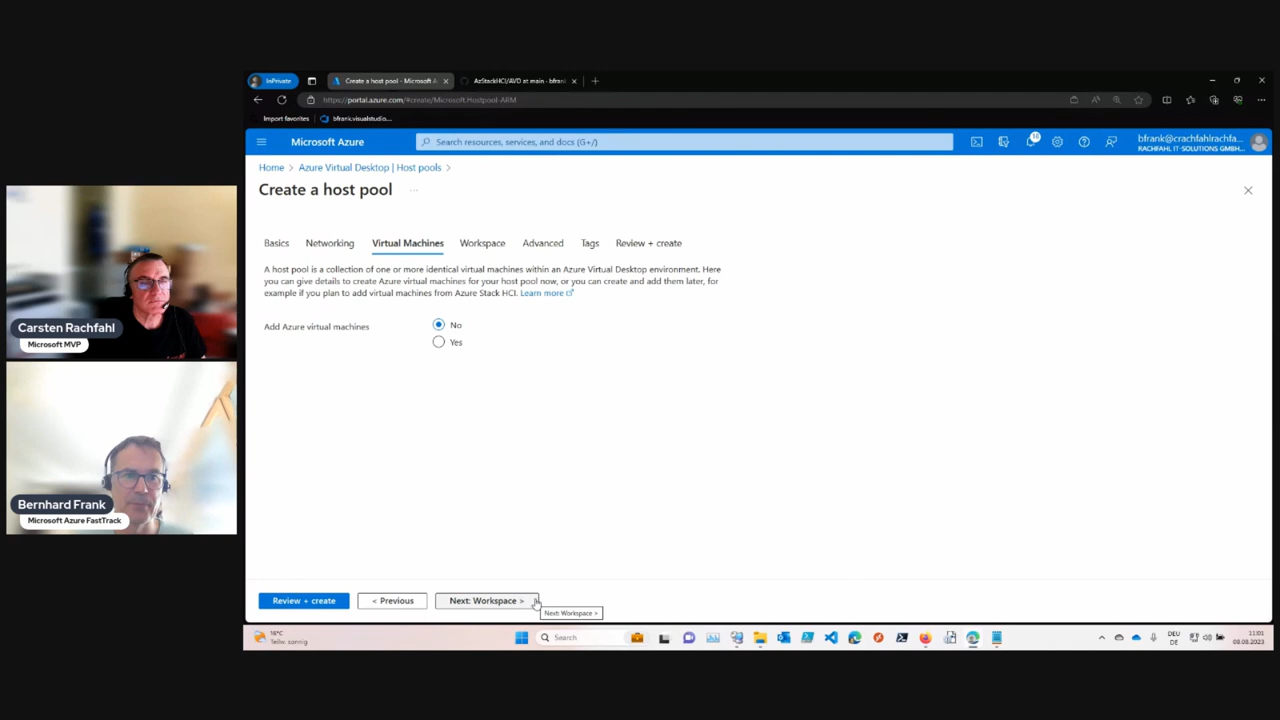 InPrivate
Create a host pool - Microsoft A
AzStackHCI/AVD at main · bfran
https://portal.azure.com/#create/Microsoft.Hostpool-ARM
Import favorites
bfrank.visualstudio...
Microsoft Azure
Search resources, services, and docs (G+/)
bfrank@crachfahlrachfa...
RACHFAHL IT-SOLUTIONS GMBH...
Home > Azure Virtual Desktop | Host pools >
Create a host pool ...
Basics Networking Virtual Machines Workspace Advanced Tags Review + create
A host pool is a collection of one or more identical virtual machines within an Azure Virtual Desktop environment. Here
you can give details to create Azure virtual machines for your host pool now, or you can create and add them later, for
example if you plan to add virtual machines from Azure Stack HCI. Learn more
Add Azure virtual machines
No
Yes
Carsten Rachfahl
Microsoft MVP
Bernhard Frank
Microsoft Azure FastTrack
Review + create
< Previous
Next: Workspace >
Next: Workspace >
Teilw. sonnig
Search
DEU
DE
11:01